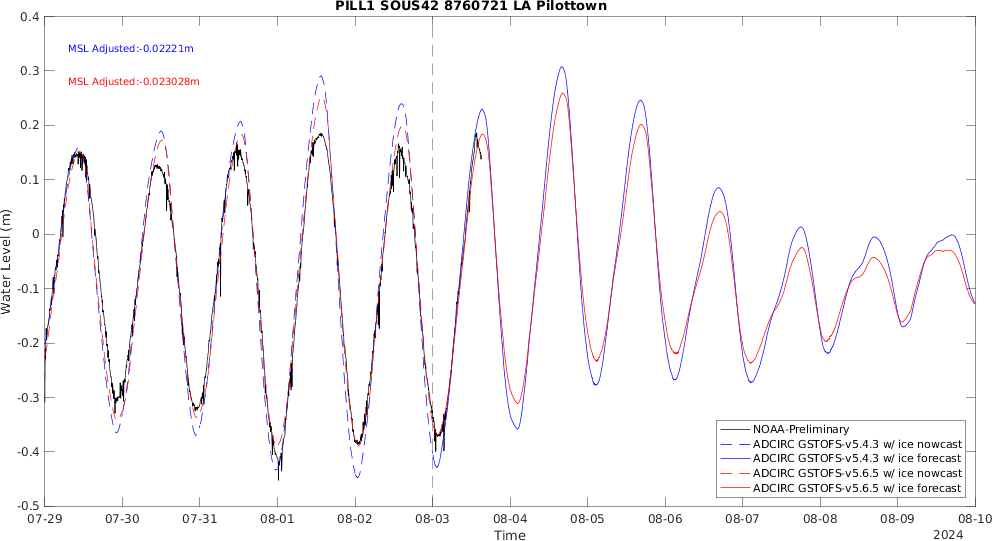 PILL1 SOUS42 8760721 LA Pilottown
MSL Adjusted:-0.02221m
MSL Adjusted:-0.023028m
Water Level (m)
0.4
0.3
0.2
0.1
0
-0.1
-0.2
-0.3
-0.4
-0.5
NOAA-Preliminary
ADCIRC GSTOFS-v5.4.3 w/ ice nowcast
ADCIRC GSTOFS-v5.4.3 w/ ice forecast
ADCIRC GSTOFS-v5.6.5 w/ ice nowcast
ADCIRC GSTOFS-v5.6.5 w/ ice forecast
07-29 07-30 07-31 08-01 08-02 08-03 08-04 08-05 08-06 08-07 08-08 08-09 08-10
Time
2024